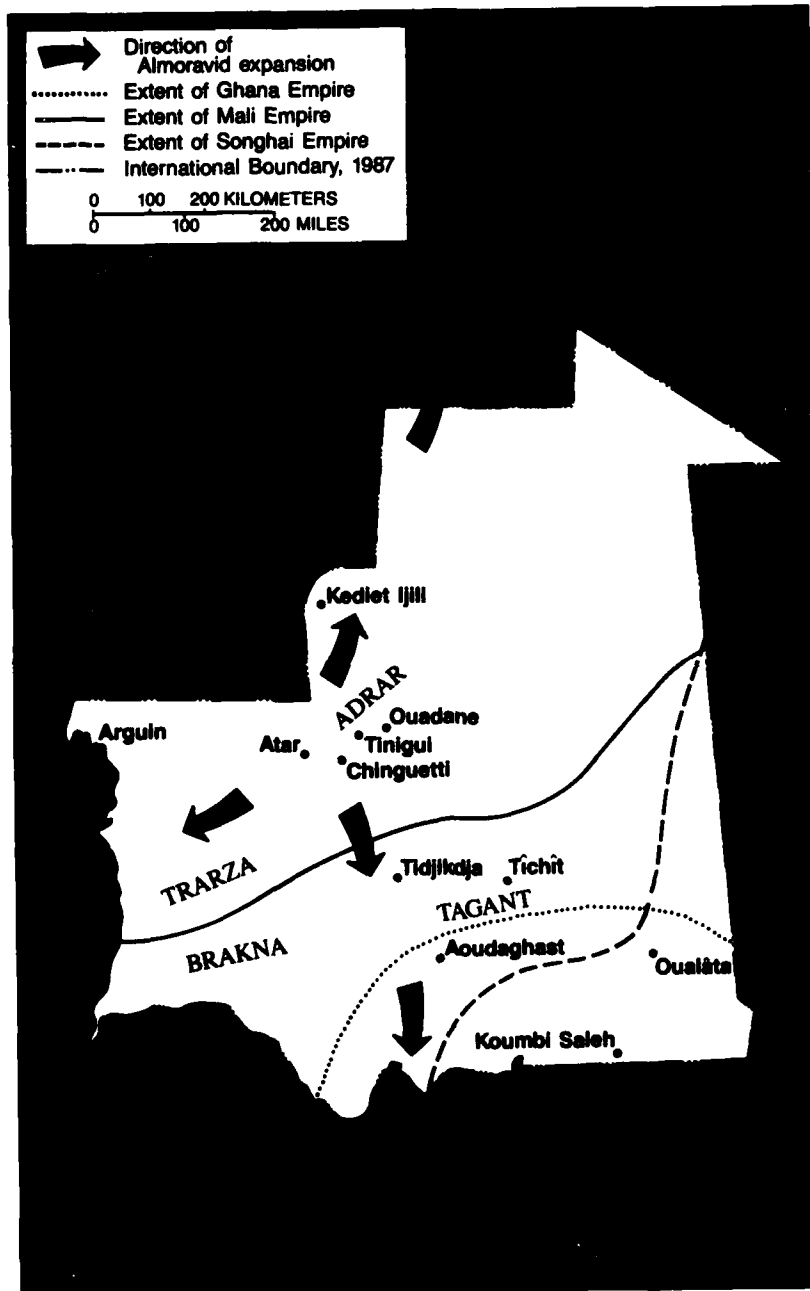 Direction of
Almoravid expansion
Extent of Ghana Empire
Extent of Mali Empire
Extent of Songhai Empire
International Boundary, 1987
0 100 200 KILOMETERS
0 100 200 MILES
Kediet Ijill
ADRAR
Ouadane
Arguin
Atar
Tinigui
Chinguetti
Tidjikdja
Tîchît
TRARZA
TAGANT
BRAKNA
Aoudaghast
Oualâta
Koumbi Saleh